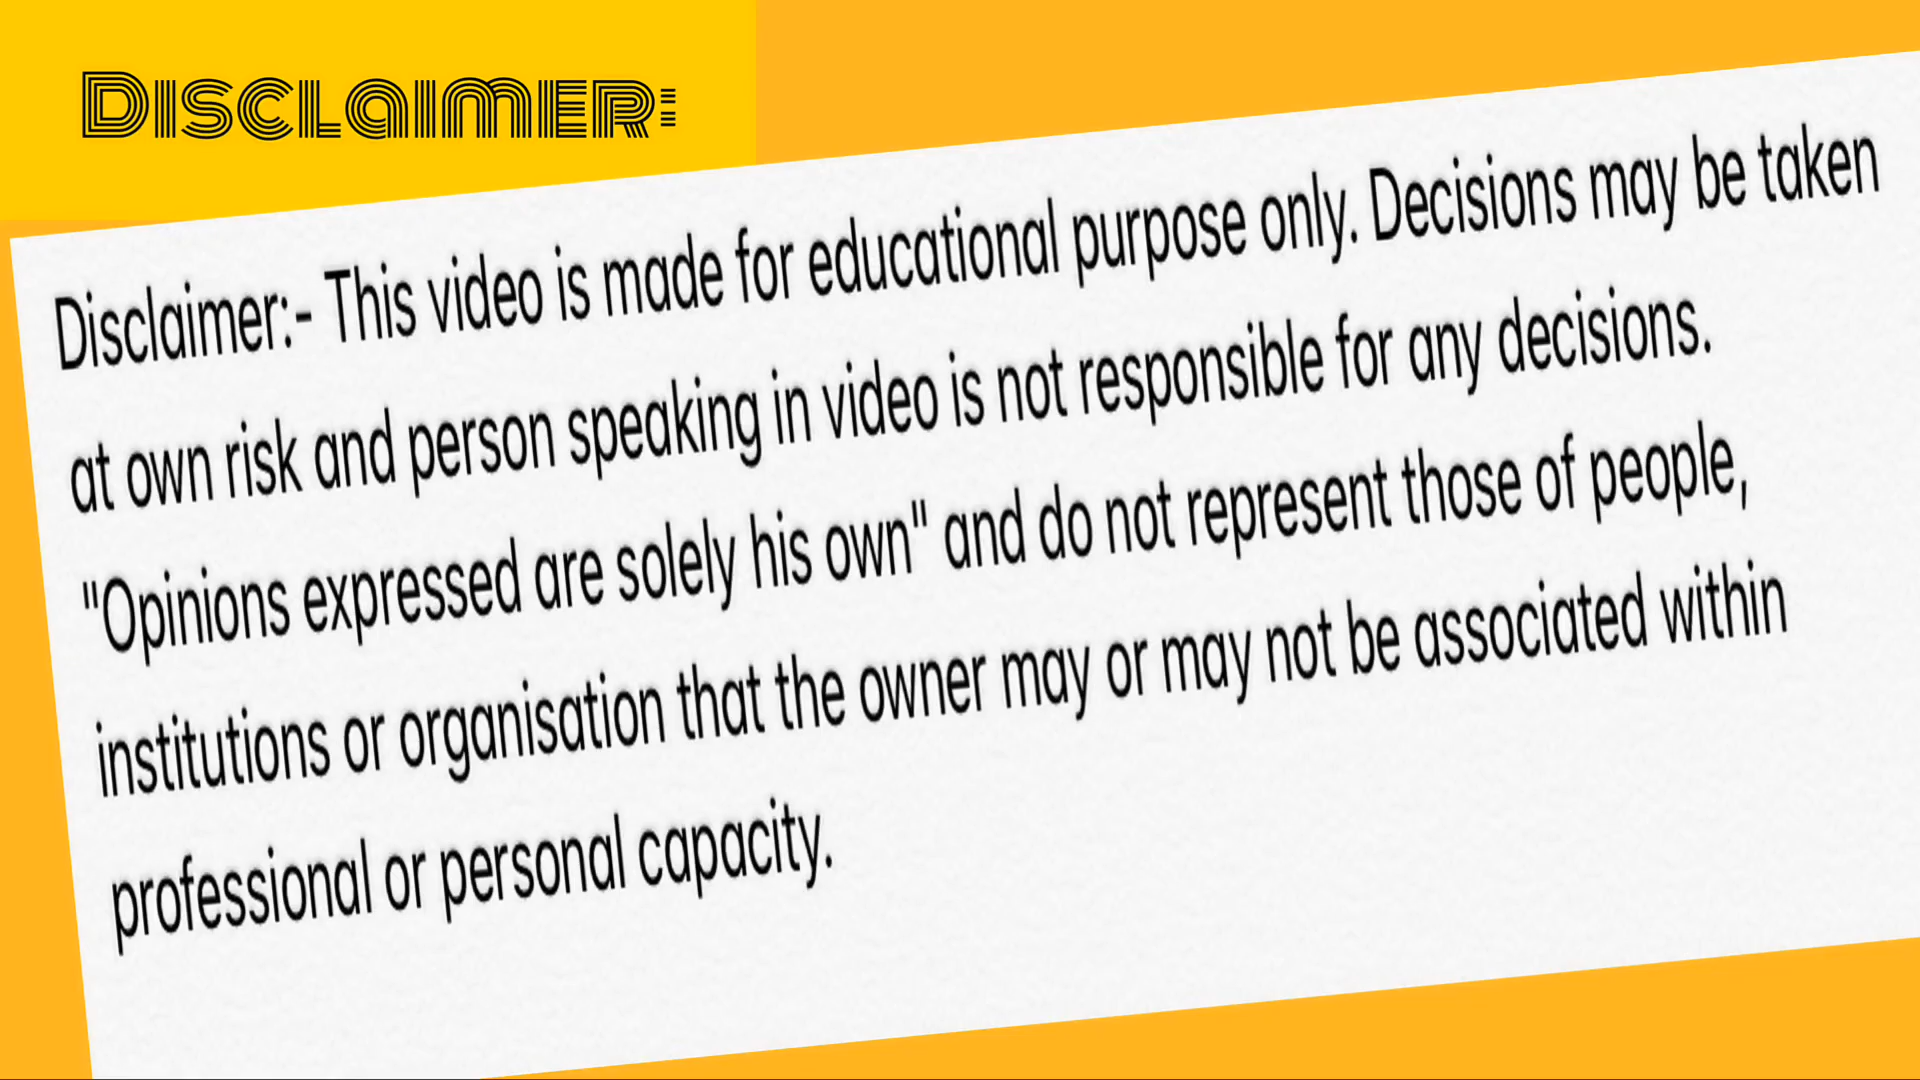 Disclaimer:
Disclaimer:- This video is made for educational purpose only. Decisions may be taken
at own risk and person speaking in video is not responsible for any decisions.
"Opinions expressed are solely his own" and do not represent those of people,
institutions or organisation that the owner may or may not be associated within
professional or personal capacity.